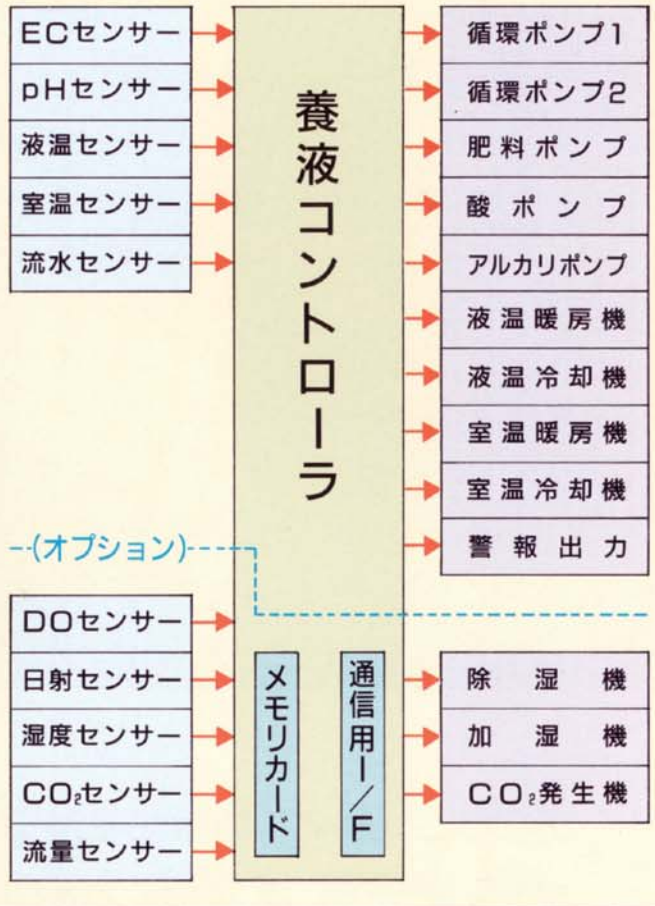 ECセンサー
pHセンサー
液温センサー
室温センサー
流水センサー
養液コントローラ
循環ポンプ1
循環ポンプ2
肥料ポンプ
酸ポンプ
アルカリポンプ
液温暖房機
液温冷却機
室温暖房機
室温冷却機
警報出力
(オプション)
DOセンサー
日射センサー
湿度センサー
CO₂センサー
流量センサー
メモリカード
通信用I/F
除湿機
加湿機
CO₂発生機